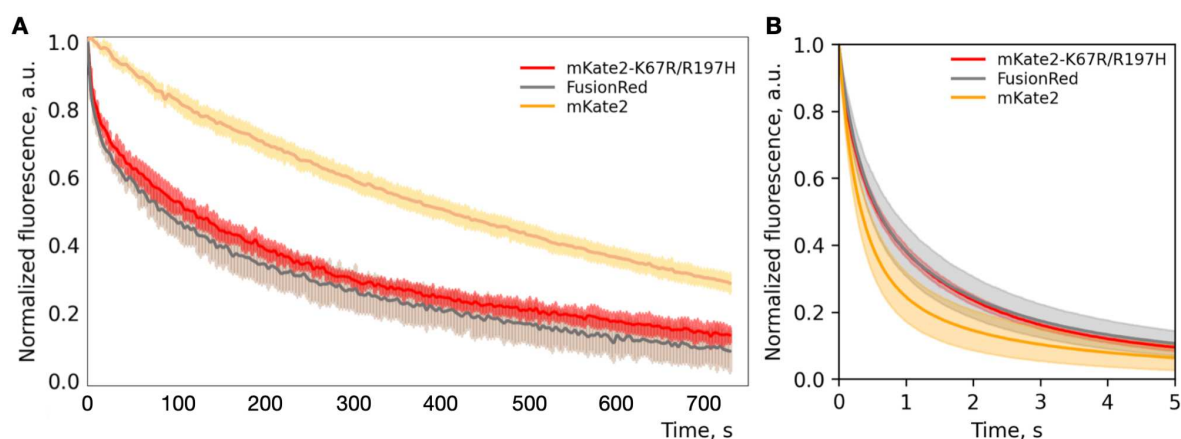 A
Normalized fluorescence, a.u.
1.0
0.8
0.6
0.4
0.2
0.0
mKate2-K67R/R197H
FusionRed
mKate2
0 100 200 300 400 500 600 700
Time, s
B
Normalized fluorescence, a.u.
1.0
0.8
0.6
0.4
0.2
0.0
mKate2-K67R/R197H
FusionRed
mKate2
0 1 2 3 4 5
Time, s